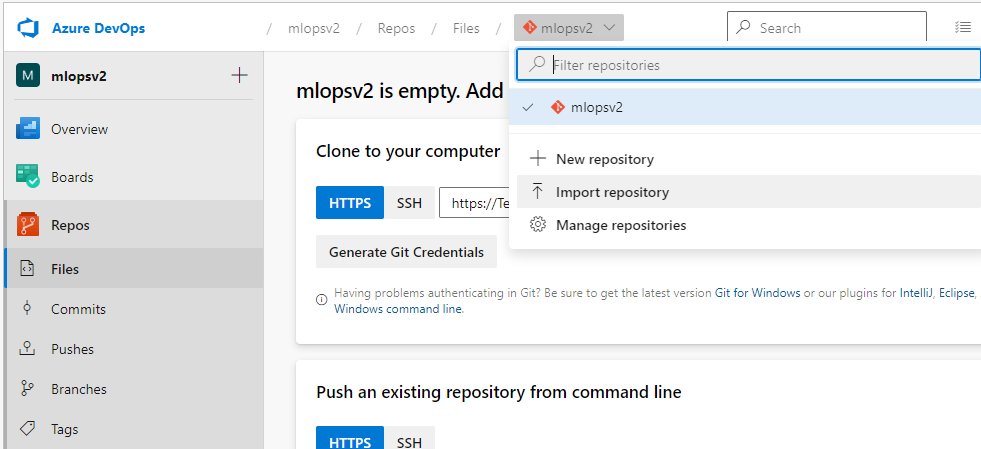 Azure DevOps / mlopsv2 / Repos / Files / mlopsv2 Search
M mlopsv2
Filter repositories
mlopsv2
New repository
Import repository
Manage repositories
Overview
Boards
Repos
Files
Commits
Pushes
Branches
Tags
mlopsv2 is empty. Add
Clone to your computer
HTTPS SSH https://Te
Generate Git Credentials
Having problems authenticating in Git? Be sure to get the latest version Git for Windows or our plugins for IntelliJ, Eclipse,
Windows command line.
Push an existing repository from command line
HTTPS SSH